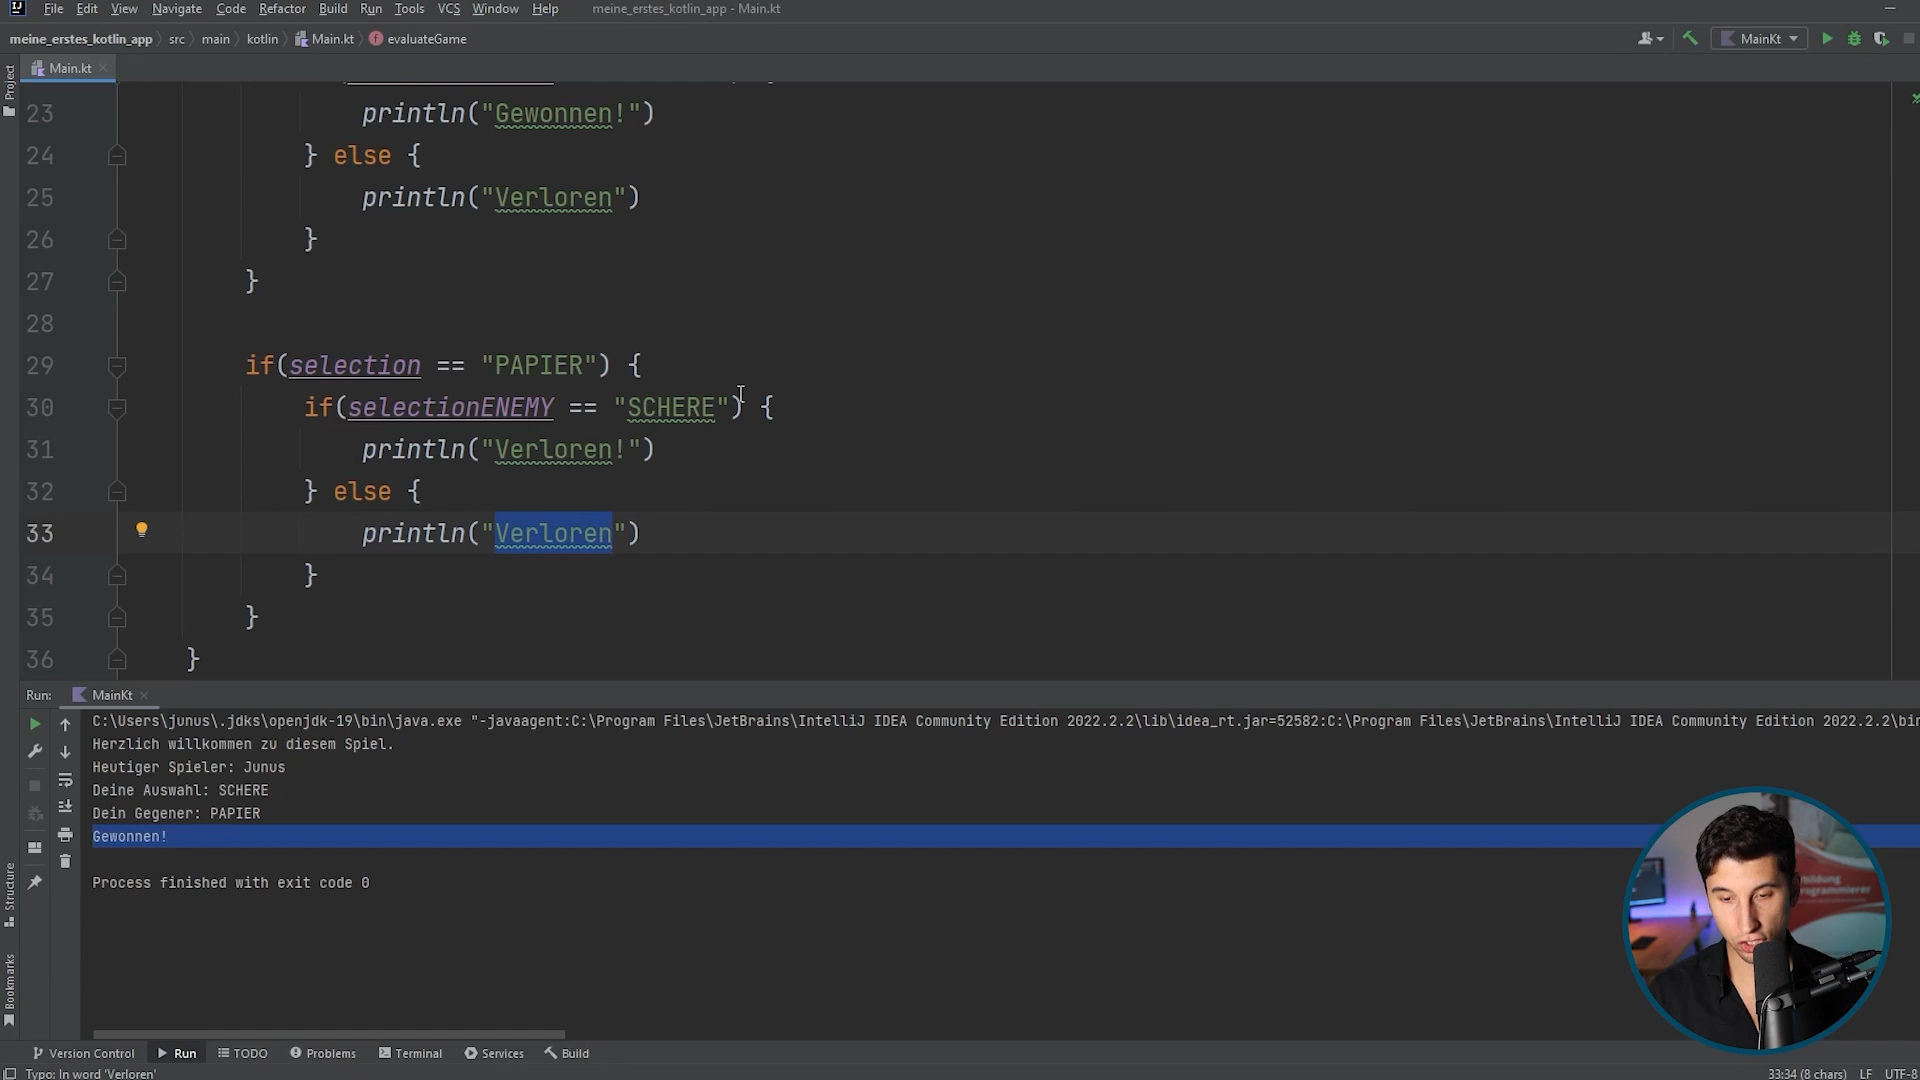 File Edit View Navigate Code Refactor Build Run Tools VCS Window Help meine_erstes_kotlin_app - Main.kt
meine_erstes_kotlin_app src main kotlin Main.kt evaluateGame MainKt
Project
Main.kt
23 println("Gewonnen!")
24 } else {
25 println("Verloren")
26 }
27 }
28
29 if(selection == "PAPIER") {
30 if(selectionENEMY == "SCHERE") {
31 println("Verloren!")
32 } else {
33 println("Verloren")
34 }
35 }
36 }
Run: MainKt
C:\Users\junus\.jdks\openjdk-19\bin\java.exe "-javaagent:C:\Program Files\JetBrains\IntelliJ IDEA Community Edition 2022.2.2\lib\idea_rt.jar=52582:C:\Program Files\JetBrains\IntelliJ IDEA Community Edition 2022.2.2\bin
Herzlich willkommen zu diesem Spiel.
Heutiger Spieler: Junus
Deine Auswahl: SCHERE
Dein Gegener: PAPIER
Gewonnen!
Process finished with exit code 0
Structure
Bookmarks
Version Control Run TODO Problems Terminal Services Build
Typo: In word 'Verloren' 33:34 (8 chars) LF UTF-8